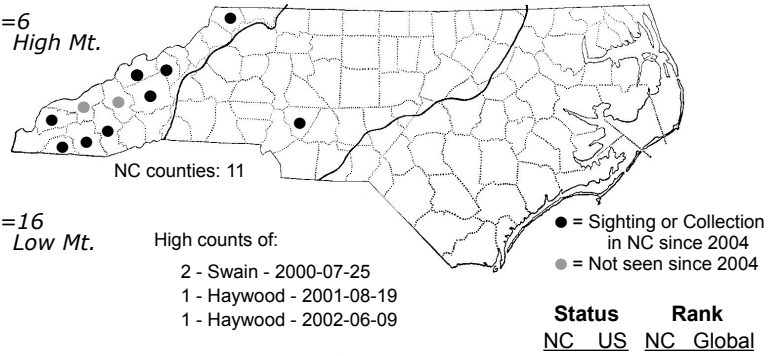 =6
High Mt.
NC counties: 11
=16
Low Mt.
High counts of:
2 - Swain - 2000-07-25
1 - Haywood - 2001-08-19
1 - Haywood - 2002-06-09
= Sighting or Collection
in NC since 2004
= Not seen since 2004
Status Rank
NC US NC Global